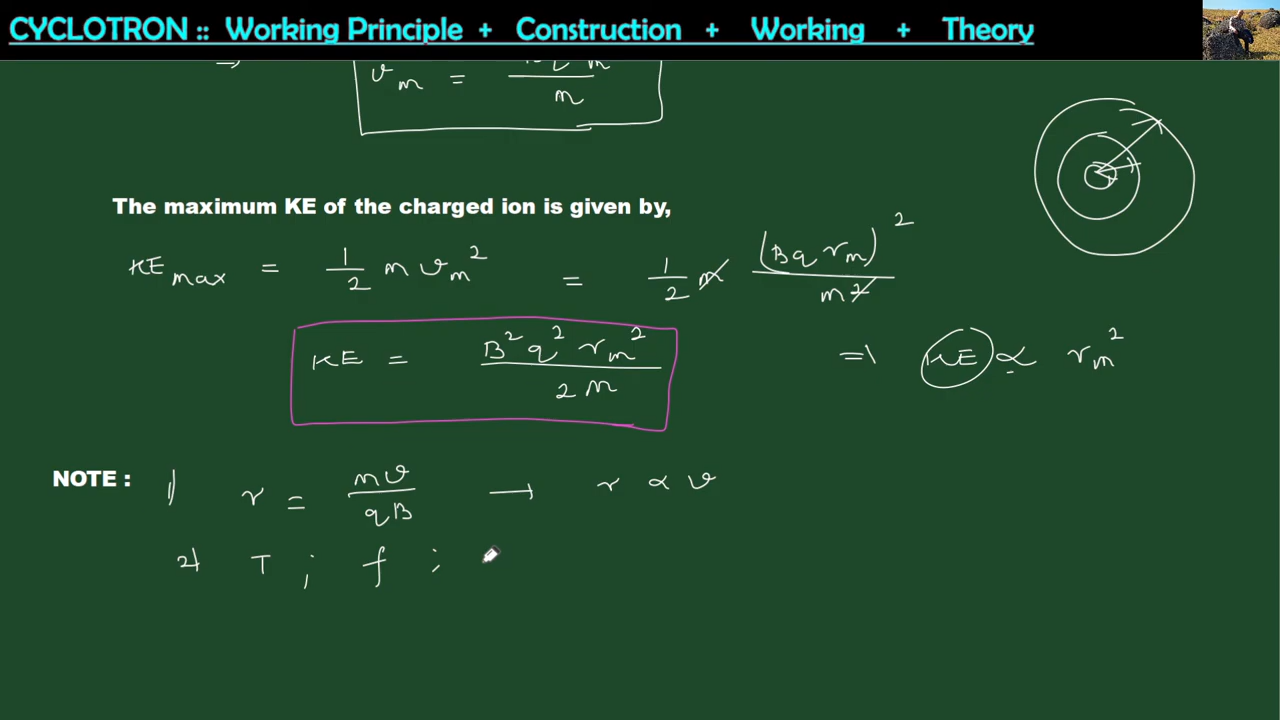 CYCLOTRON :: Working Principle + Construction + Working + Theory
⇒ v_m = Bqr_m / m
The maximum KE of the charged ion is given by,
KE_max = 1/2 m v_m^2 = 1/2 m (Bq r_m)^2 / m^2
KE = B^2 q^2 r_m^2 / 2m ⇒ KE ∝ r_m^2
NOTE : 1) r = mv / qB → r ∝ v
2) T ; f ;